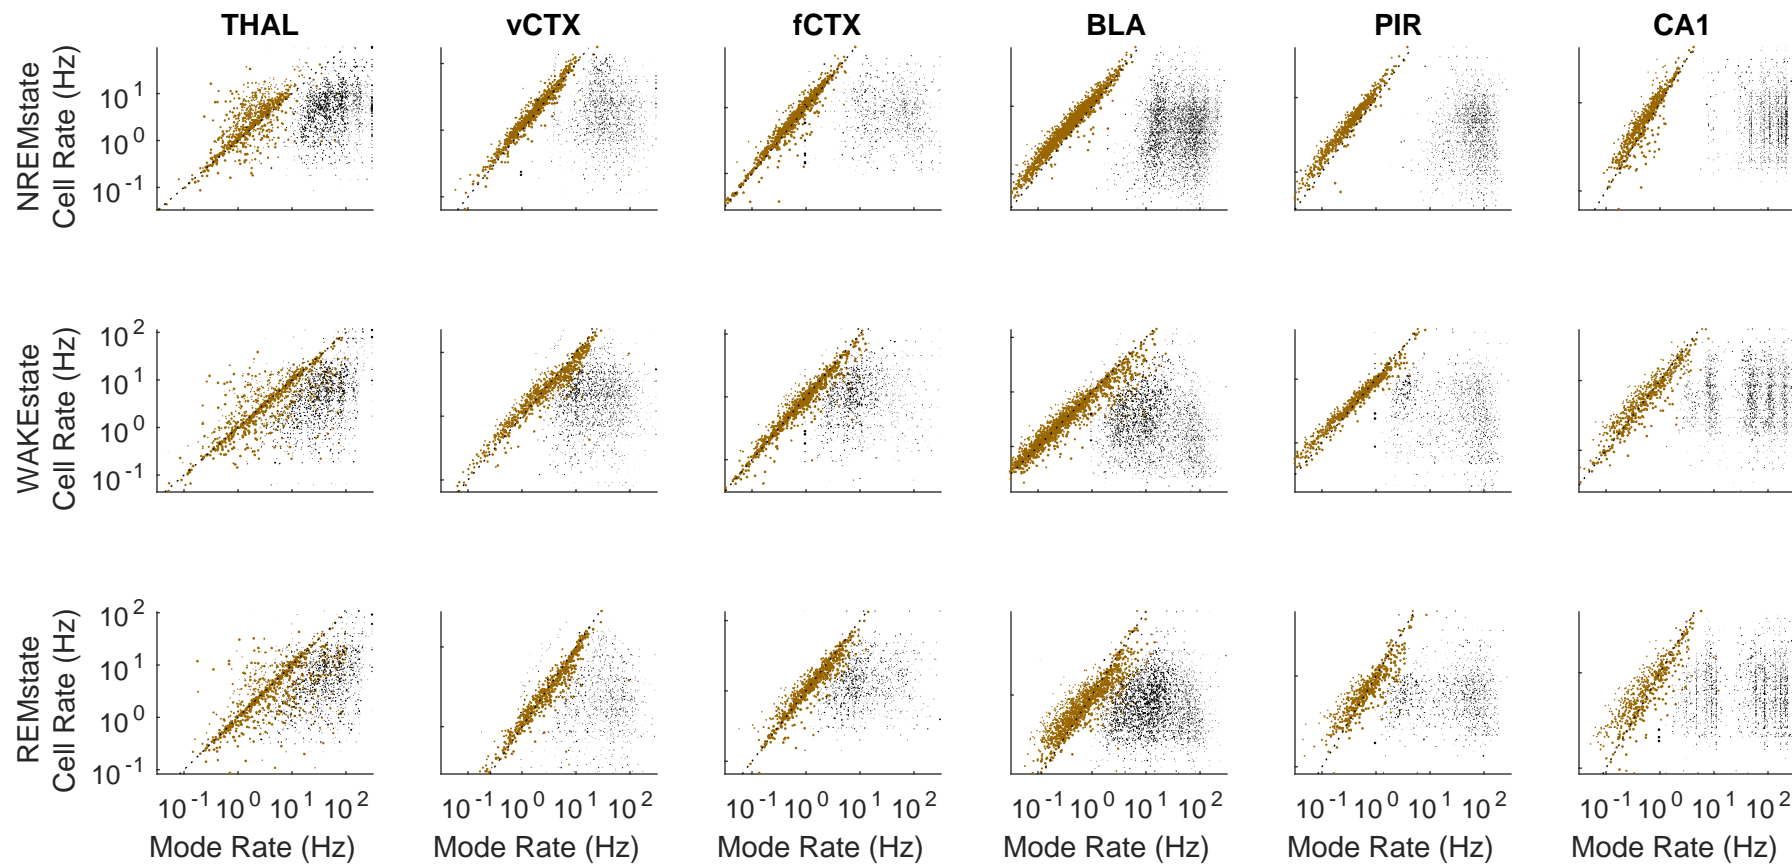 THAL vCTX fCTX BLA PIR CA1
NREMstate
Cell Rate (Hz)
10^1
10^0
10^-1
WAKEstate
Cell Rate (Hz)
10^2
10^1
10^0
10^-1
REMstate
Cell Rate (Hz)
10^2
10^1
10^0
10^-1
10^-1 10^0 10^1 10^2 10^-1 10^0 10^1 10^2 10^-1 10^0 10^1 10^2 10^-1 10^0 10^1 10^2 10^-1 10^0 10^1 10^2 10^-1 10^0 10^1 10^2
Mode Rate (Hz) Mode Rate (Hz) Mode Rate (Hz) Mode Rate (Hz) Mode Rate (Hz) Mode Rate (Hz)